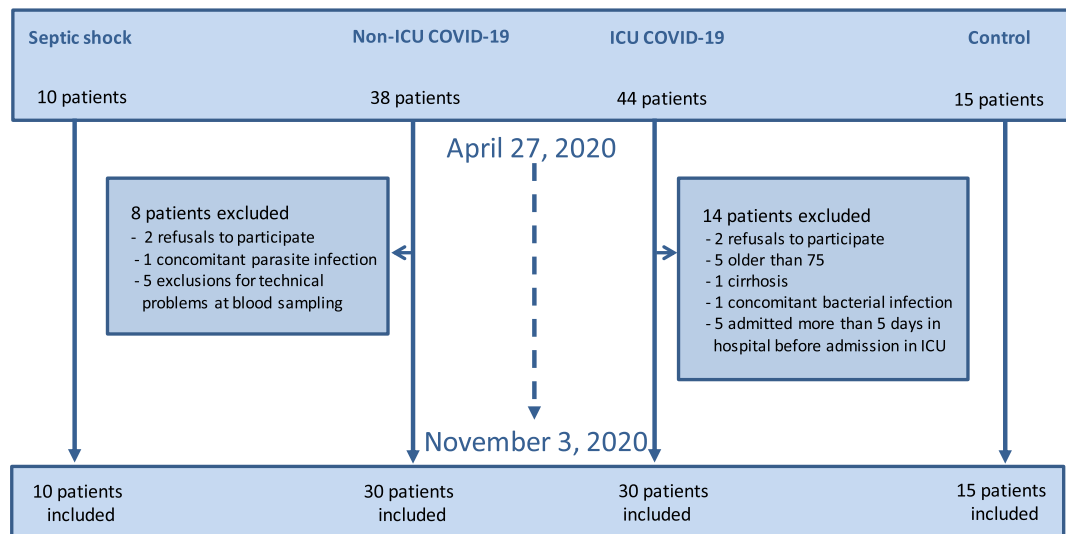 Septic shock
Non-ICU COVID-19
ICU COVID-19
Control
10 patients
38 patients
44 patients
15 patients
April 27, 2020
8 patients excluded
- 2 refusals to participate
- 1 concomitant parasite infection
- 5 exclusions for technical
problems at blood sampling
14 patients excluded
- 2 refusals to participate
- 5 older than 75
- 1 cirrhosis
- 1 concomitant bacterial infection
- 5 admitted more than 5 days in
hospital before admission in ICU
November 3, 2020
10 patients
included
30 patients
included
30 patients
included
15 patients
included